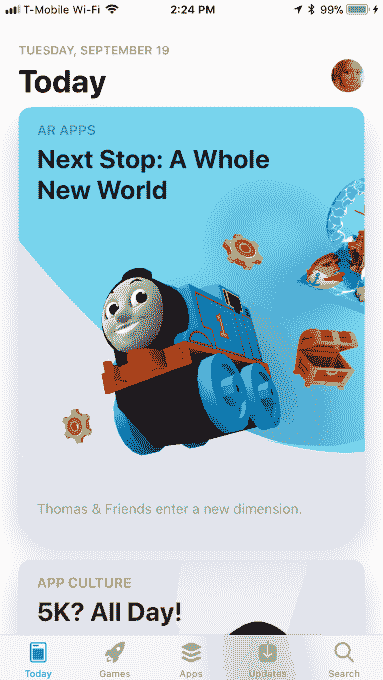 T-Mobile Wi-Fi 2:24 PM 99%
TUESDAY, SEPTEMBER 19
Today
AR APPS
Next Stop: A Whole
New World
1
Thomas & Friends enter a new dimension.
APP CULTURE
5K? All Day!
Today Games Apps Updates Search